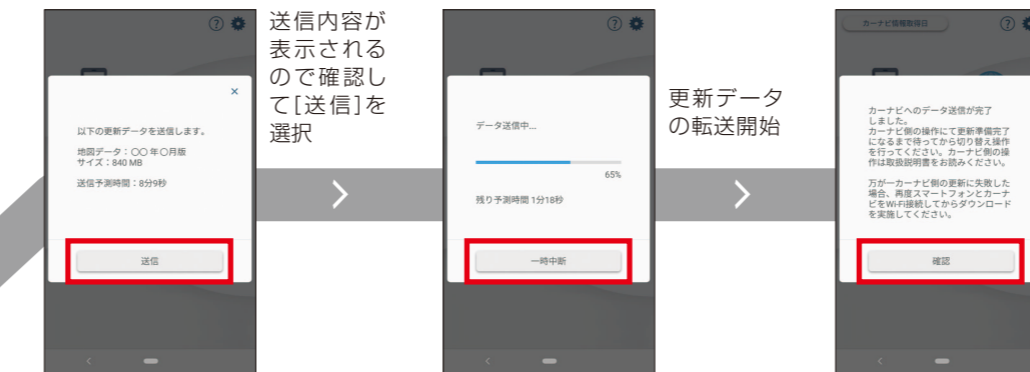 以下の更新データを送信します。
地図データ：〇〇年〇月版
サイズ：840 MB
送信予測時間：8分9秒
送信
送信内容が
表示される
ので確認し
て[送信]を
選択
データ送信中...
65%
残り予測時間 1分18秒
一時中断
更新データ
の転送開始
カーナビ情報取得日
カーナビへのデータ送信が完了
しました。
カーナビ側の操作にて更新準備完了
になるまで待ってから切り替え操作
を行ってください。カーナビ側の操
作は取扱説明書をお読みください。
万が一カーナビ側の更新に失敗した
場合、再度スマートフォンとカーナ
ビをWi-Fi接続してからダウンロード
を実施してください。
確認